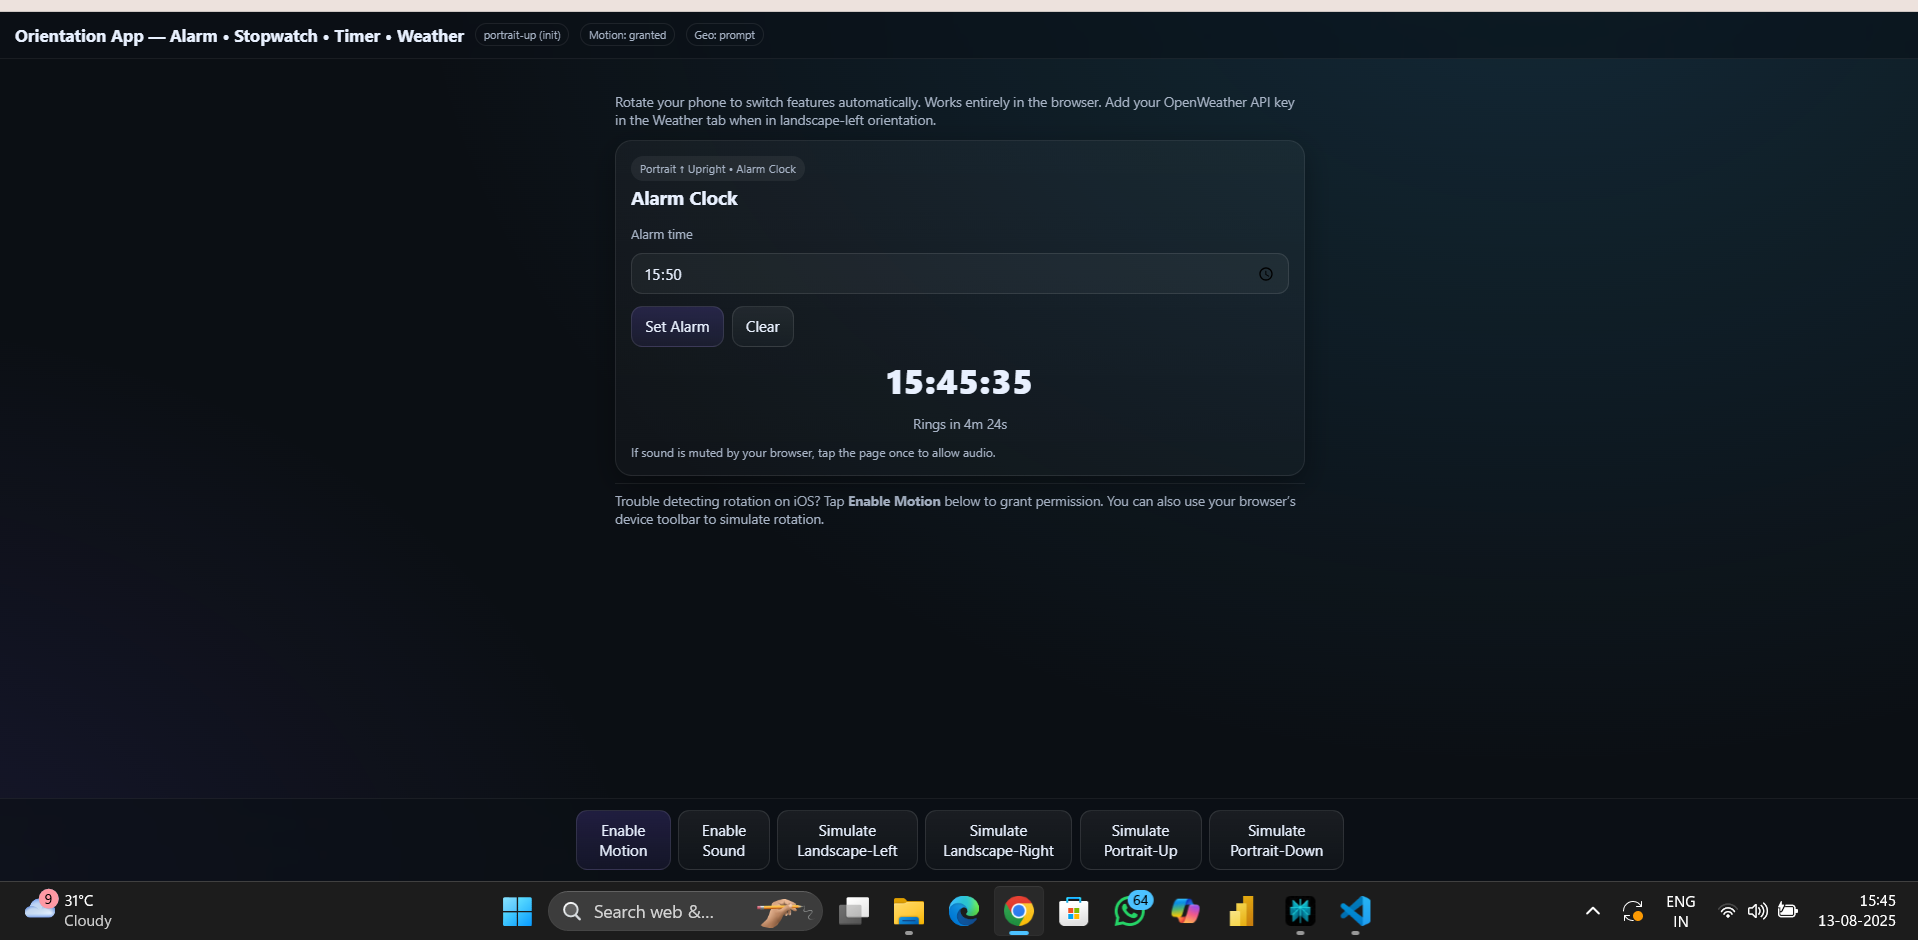 Orientation App — Alarm • Stopwatch • Timer • Weather
portrait-up (init)
Motion: granted
Geo: prompt
Rotate your phone to switch features automatically. Works entirely in the browser. Add your OpenWeather API key
in the Weather tab when in landscape-left orientation.
Portrait ↑ Upright • Alarm Clock
Alarm Clock
Alarm time
15:50
Set Alarm
Clear
15:45:35
Rings in 4m 24s
If sound is muted by your browser, tap the page once to allow audio.
Trouble detecting rotation on iOS? Tap Enable Motion below to grant permission. You can also use your browser’s
device toolbar to simulate rotation.
Enable
Motion
Enable
Sound
Simulate
Landscape-Left
Simulate
Landscape-Right
Simulate
Portrait-Up
Simulate
Portrait-Down
9
31°C
Cloudy
Search web &...
64
ENG
IN
15:45
13-08-2025